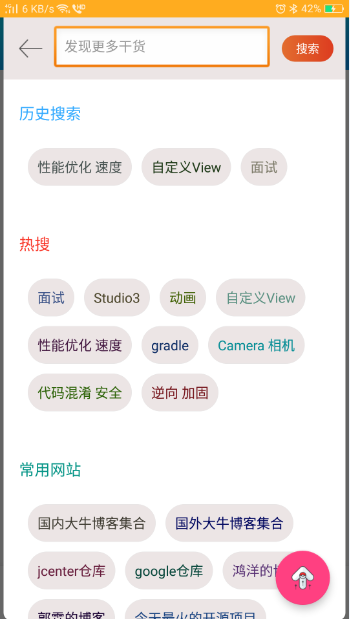 6 KB/s 42%
发现更多干货 搜索
历史搜索
性能优化 速度 自定义View 面试
热搜
面试 Studio3 动画 自定义View
性能优化 速度 gradle Camera 相机
代码混淆 安全 逆向 加固
常用网站
国内大牛博客集合 国外大牛博客集合
jcenter仓库 google仓库 鸿洋的
郭霖的博客 今天最火的开源项目